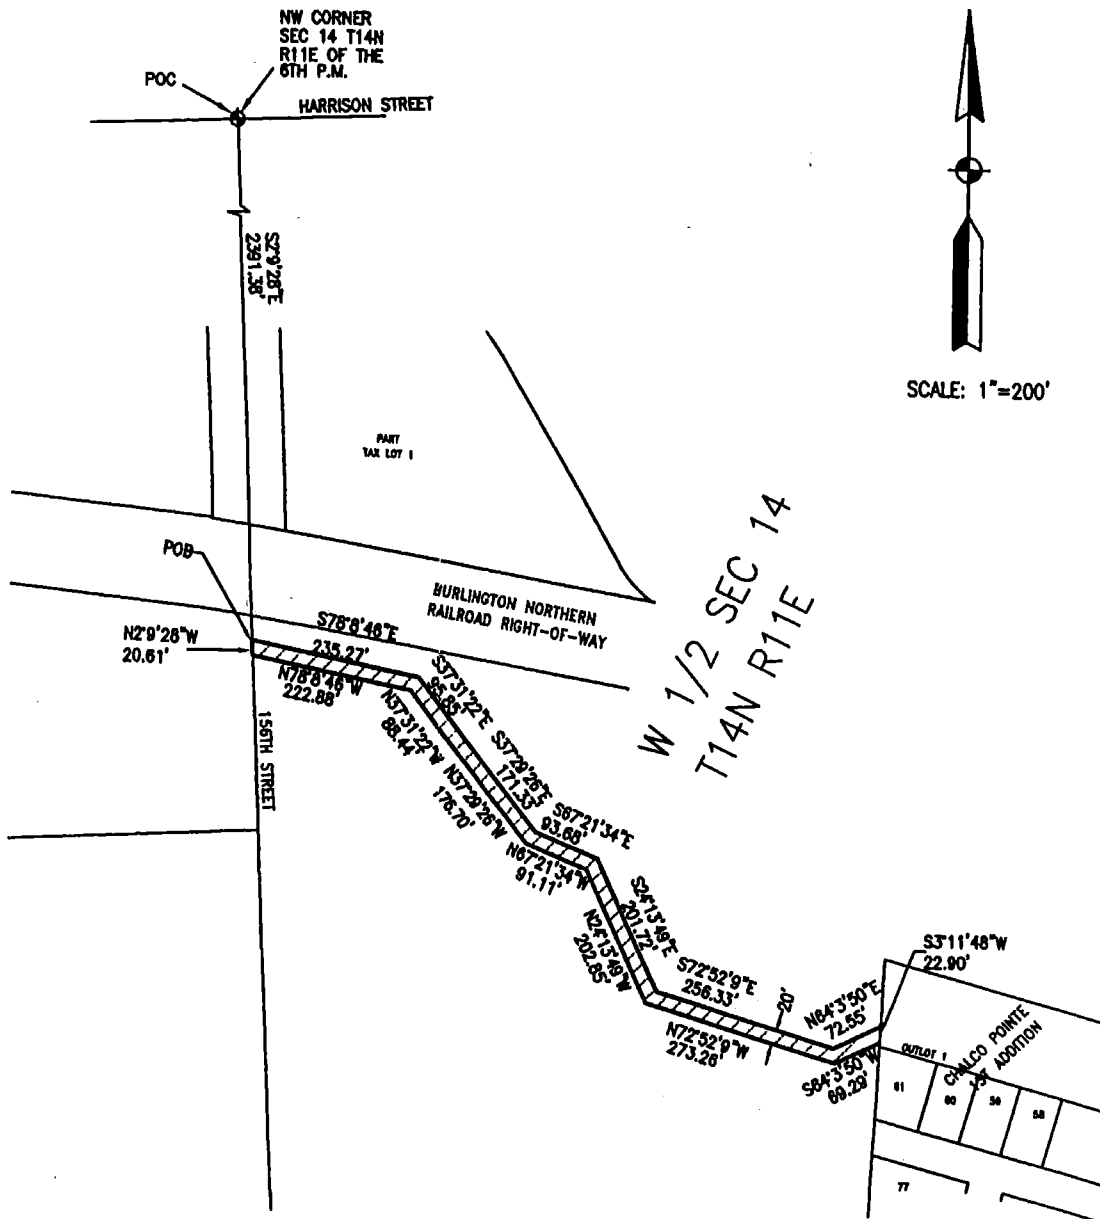 NW CORNER
SEC 14 T14N
R11E OF THE
6TH P.M.
POC
HARRISON STREET
S2°9'28"E
2391.38'
SCALE: 1"=200'
PART
TAX LOT 1
W 1/2 SEC 14
T14N R11E
POB
BURLINGTON NORTHERN
RAILROAD RIGHT-OF-WAY
N2°9'28"W
20.61'
S78°8'46"E
235.27'
N78°8'46"W
222.88'
S37°31'22"E
95.85'
N37°31'22"W
88.44'
156TH STREET
S37°29'26"E
171.33'
N37°29'26"W
176.70'
S67°21'34"E
93.68'
N67°21'34"W
91.11'
S24°13'49"E
201.72'
N24°13'49"W
202.85'
S72°52'9"E
256.33'
20'
N72°52'9"W
273.26'
N64°3'50"E
72.55'
S64°3'50"W
69.29'
S3°11'48"W
22.90'
OUTLOT 1
CHALCO POINTE
1ST ADDITION
61
60
59
58
77